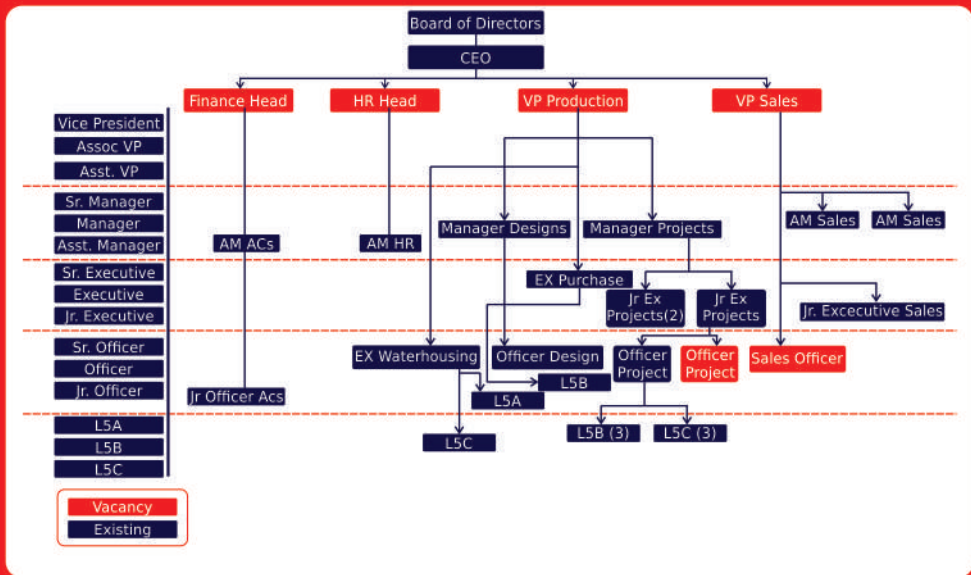 Board of Directors
CEO
Finance Head
HR Head
VP Production
VP Sales
Vice President
Assoc VP
Asst. VP
Sr. Manager
Manager
Asst. Manager
AM ACs
AM HR
Manager Designs
Manager Projects
AM Sales
AM Sales
Sr. Executive
Executive
Jr. Executive
EX Purchase
Jr Ex
Projects(2)
Jr Ex
Projects
Jr. Excecutive Sales
Sr. Officer
Officer
Jr. Officer
Jr Officer Acs
EX Waterhousing
Officer Design
Officer
Project
Officer
Project
Sales Officer
L5B
L5A
L5A
L5B
L5C
L5C
L5B (3)
L5C (3)
Vacancy
Existing